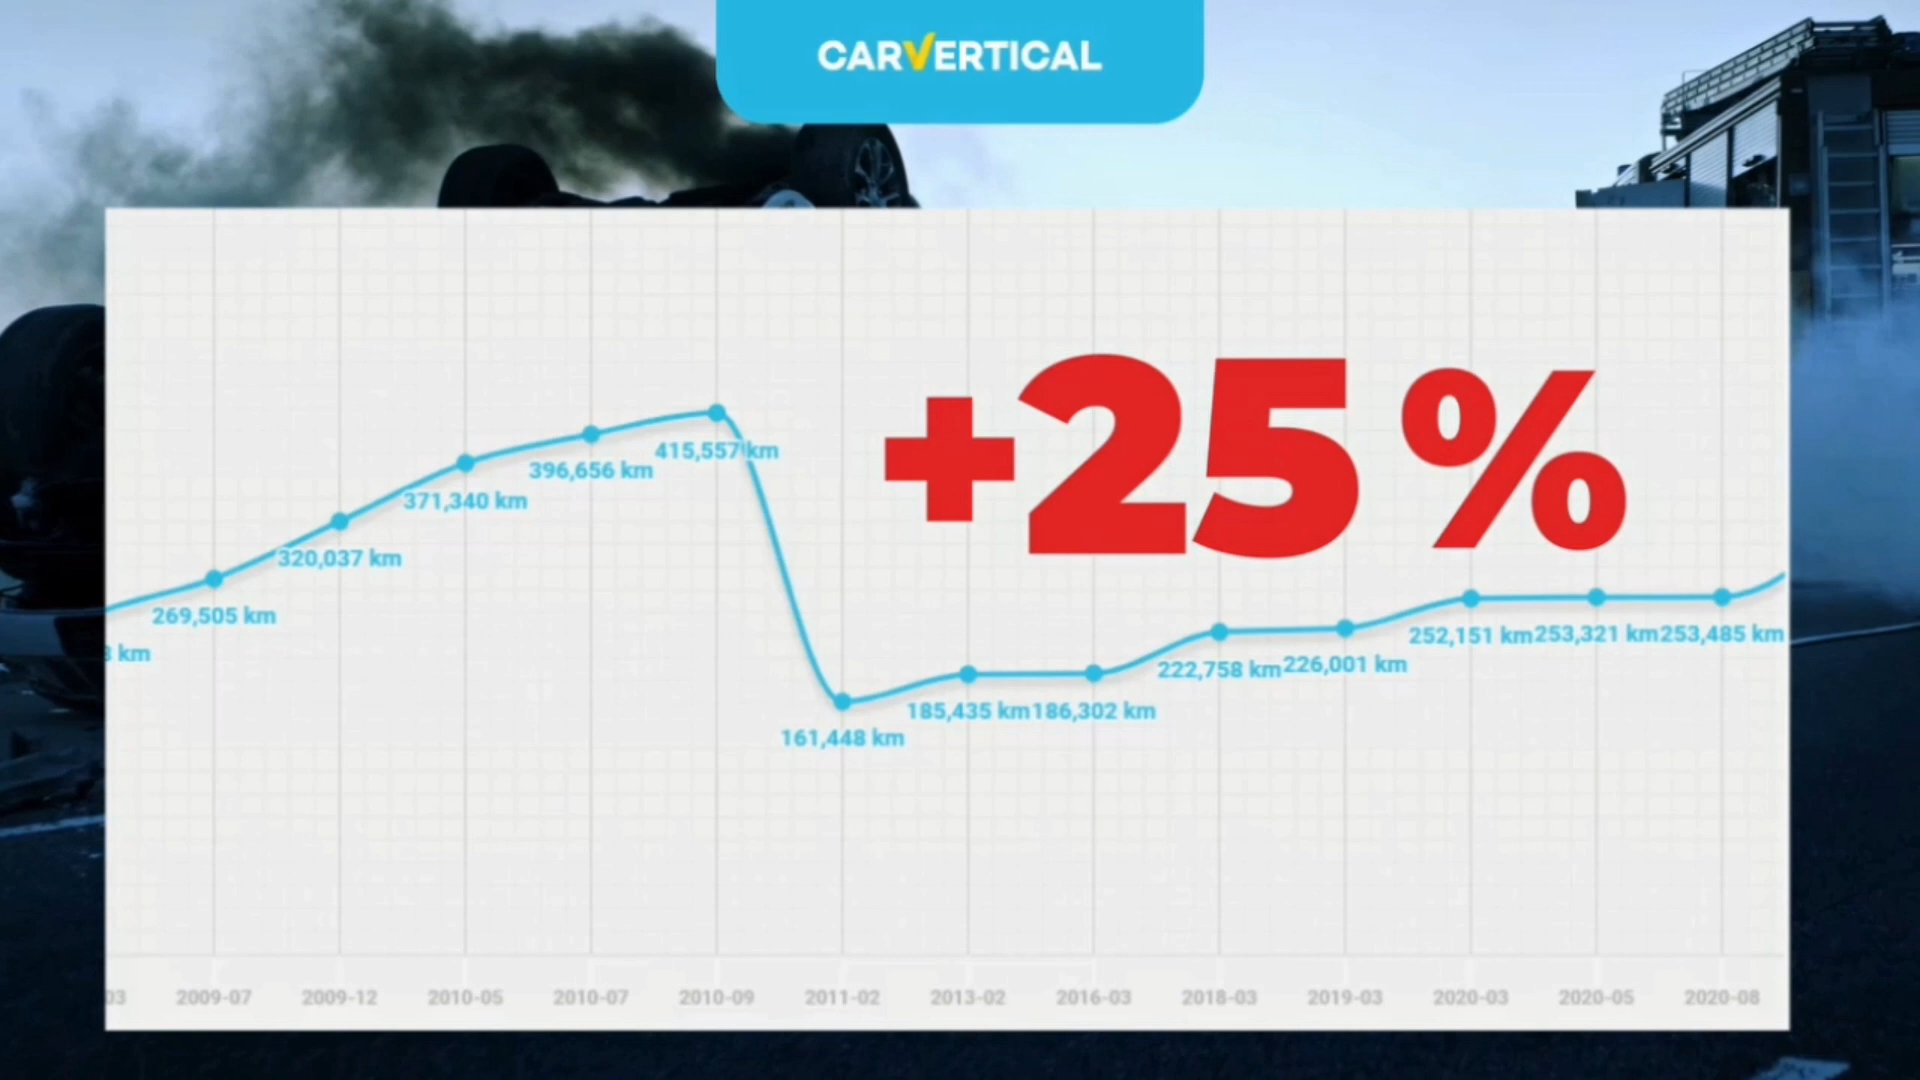 CARVERTICAL
+25%
415,557 km
396,656 km
371,340 km
320,037 km
269,505 km
km
252,151 km 253,321 km 253,485 km
222,758 km 226,001 km
185,435 km 186,302 km
161,448 km
03 2009-07 2009-12 2010-05 2010-07 2010-09 2011-02 2013-02 2016-03 2018-03 2019-03 2020-03 2020-05 2020-08